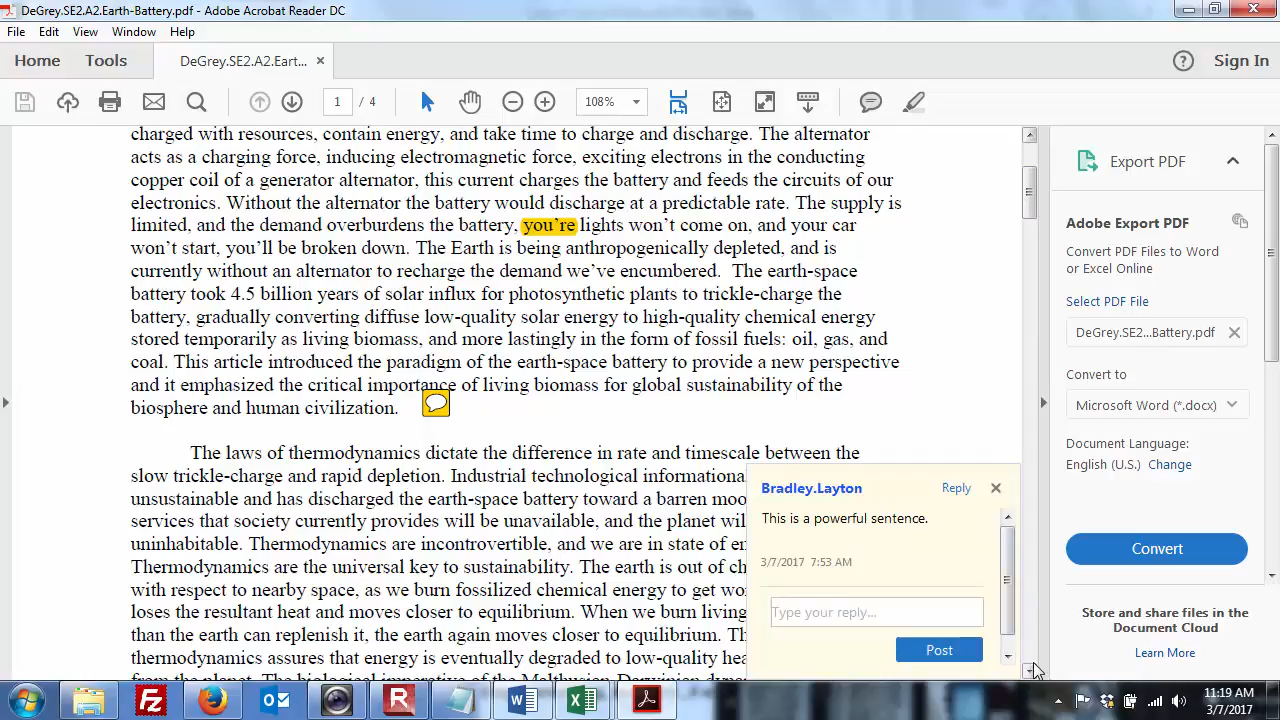 DeGrey.SE2.A2.Earth-Battery.pdf - Adobe Acrobat Reader DC
File Edit View Window Help
Home Tools DeGrey.SE2.A2.Eart... × Sign In
1 / 4 108%
charged with resources, contain energy, and take time to charge and discharge. The alternator
acts as a charging force, inducing electromagnetic force, exciting electrons in the conducting
copper coil of a generator alternator, this current charges the battery and feeds the circuits of our
electronics. Without the alternator the battery would discharge at a predictable rate. The supply is
limited, and the demand overburdens the battery, you're lights won't come on, and your car
won't start, you'll be broken down. The Earth is being anthropogenically depleted, and is
currently without an alternator to recharge the demand we've encumbered. The earth-space
battery took 4.5 billion years of solar influx for photosynthetic plants to trickle-charge the
battery, gradually converting diffuse low-quality solar energy to high-quality chemical energy
stored temporarily as living biomass, and more lastingly in the form of fossil fuels: oil, gas, and
coal. This article introduced the paradigm of the earth-space battery to provide a new perspective
and it emphasized the critical importance of living biomass for global sustainability of the
biosphere and human civilization.
The laws of thermodynamics dictate the difference in rate and timescale between the
slow trickle-charge and rapid depletion. Industrial technological informational
unsustainable and has discharged the earth-space battery toward a barren
services that society currently provides will be unavailable, and the planet
uninhabitable. Thermodynamics are incontrovertible, and we are in state of
Thermodynamics are the universal key to sustainability. The earth is out of
with respect to nearby space, as we burn fossilized chemical energy to get
loses the resultant heat and moves closer to equilibrium. When we burn living
than the earth can replenish it, the earth again moves closer to equilibrium.
thermodynamics assures that energy is eventually degraded to low-quality
from the planet. The biological imperative of the Malthusian-Darwinian
Bradley.Layton Reply
This is a powerful sentence.
3/7/2017 7:53 AM
Type your reply...
Post
Export PDF
Adobe Export PDF
Convert PDF Files to Word
or Excel Online
Select PDF File
DeGrey.SE2...Battery.pdf
Convert to
Microsoft Word (*.docx)
Document Language:
English (U.S.) Change
Convert
Store and share files in the
Document Cloud
Learn More
11:19 AM
3/7/2017